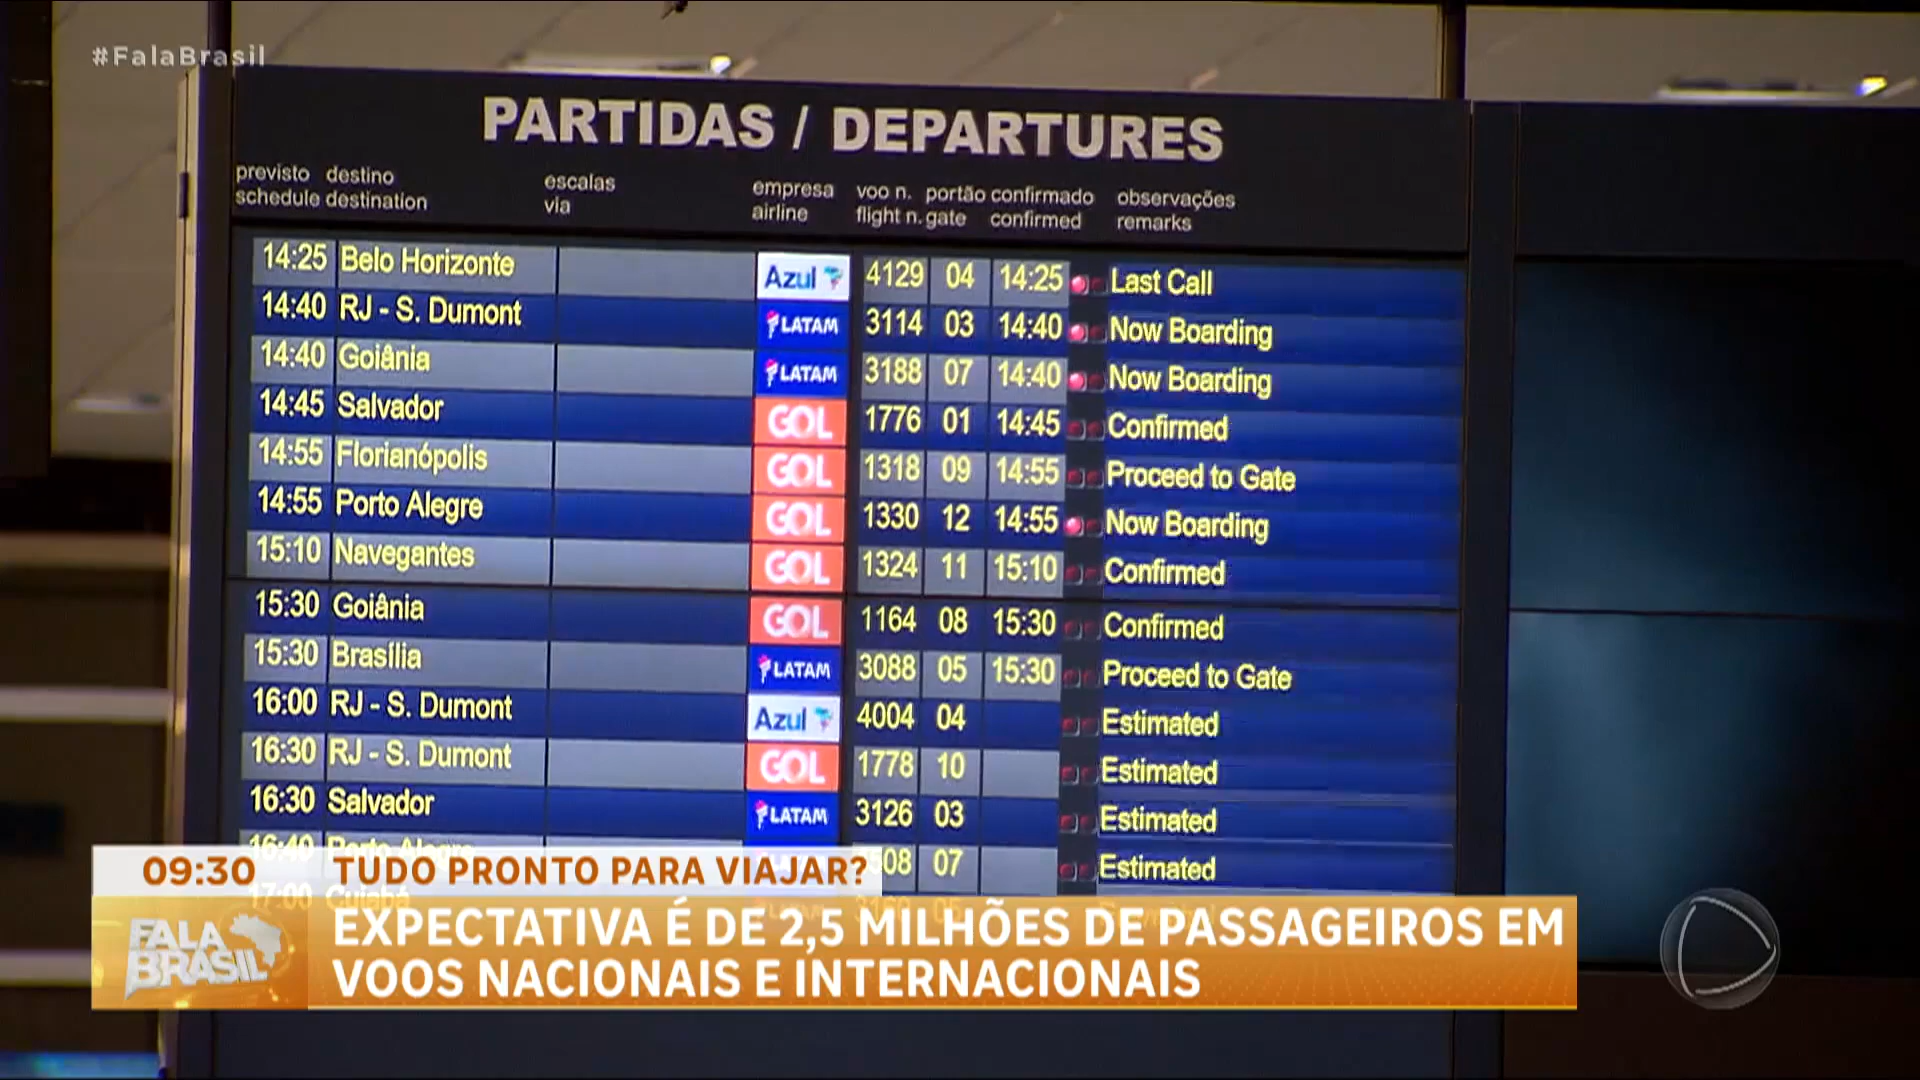 #FalaBrasil
PARTIDAS / DEPARTURES
previsto destino escalas empresa voo n. portão confirmado observações
schedule destination via airline flight n. gate confirmed remarks
14:25 Belo Horizonte Azul 4129 04 14:25 Last Call
14:40 RJ - S. Dumont LATAM 3114 03 14:40 Now Boarding
14:40 Goiânia LATAM 3188 07 14:40 Now Boarding
14:45 Salvador GOL 1776 01 14:45 Confirmed
14:55 Florianópolis GOL 1318 09 14:55 Proceed to Gate
14:55 Porto Alegre GOL 1330 12 14:55 Now Boarding
15:10 Navegantes GOL 1324 11 15:10 Confirmed
15:30 Goiânia GOL 1164 08 15:30 Confirmed
15:30 Brasília LATAM 3088 05 15:30 Proceed to Gate
16:00 RJ - S. Dumont Azul 4004 04 Estimated
16:30 RJ - S. Dumont GOL 1778 10 Estimated
16:30 Salvador LATAM 3126 03 Estimated
16:40 Porto Alegre 07 Estimated
17:00 Cuiabá
09:30 TUDO PRONTO PARA VIAJAR?
FALA BRASIL
EXPECTATIVA É DE 2,5 MILHÕES DE PASSAGEIROS EM
VOOS NACIONAIS E INTERNACIONAIS